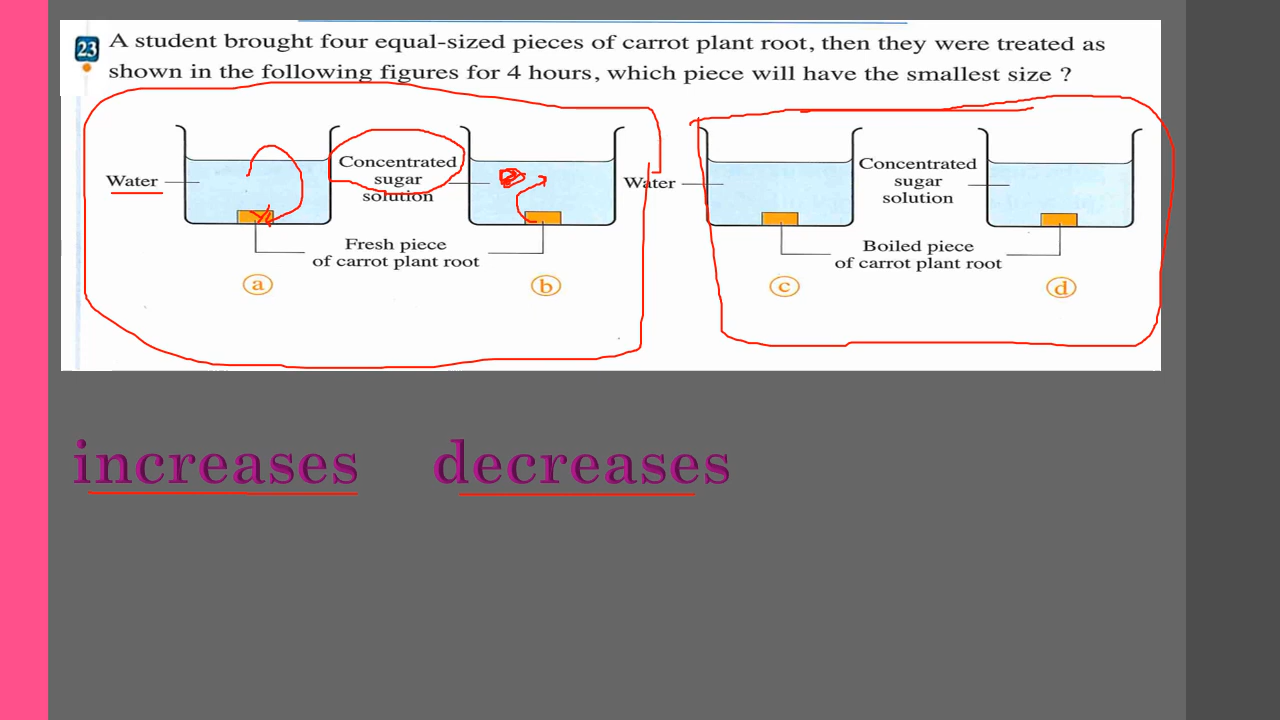 23 A student brought four equal-sized pieces of carrot plant root, then they were treated as
shown in the following figures for 4 hours, which piece will have the smallest size ?
Water
Concentrated
sugar
solution
Fresh piece
of carrot plant root
a
b
Water
Concentrated
sugar
solution
Boiled piece
of carrot plant root
c
d
increases decreases